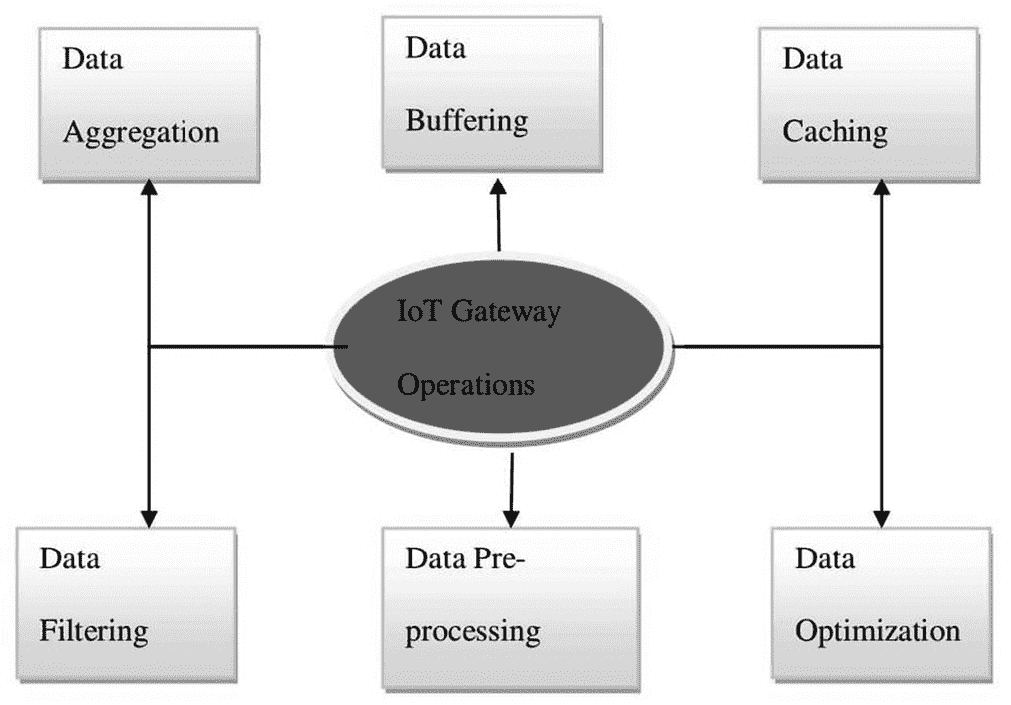 Data
Aggregation
Data
Buffering
Data
Caching
IoT Gateway
Operations
Data
Filtering
Data Pre-
processing
Data
Optimization